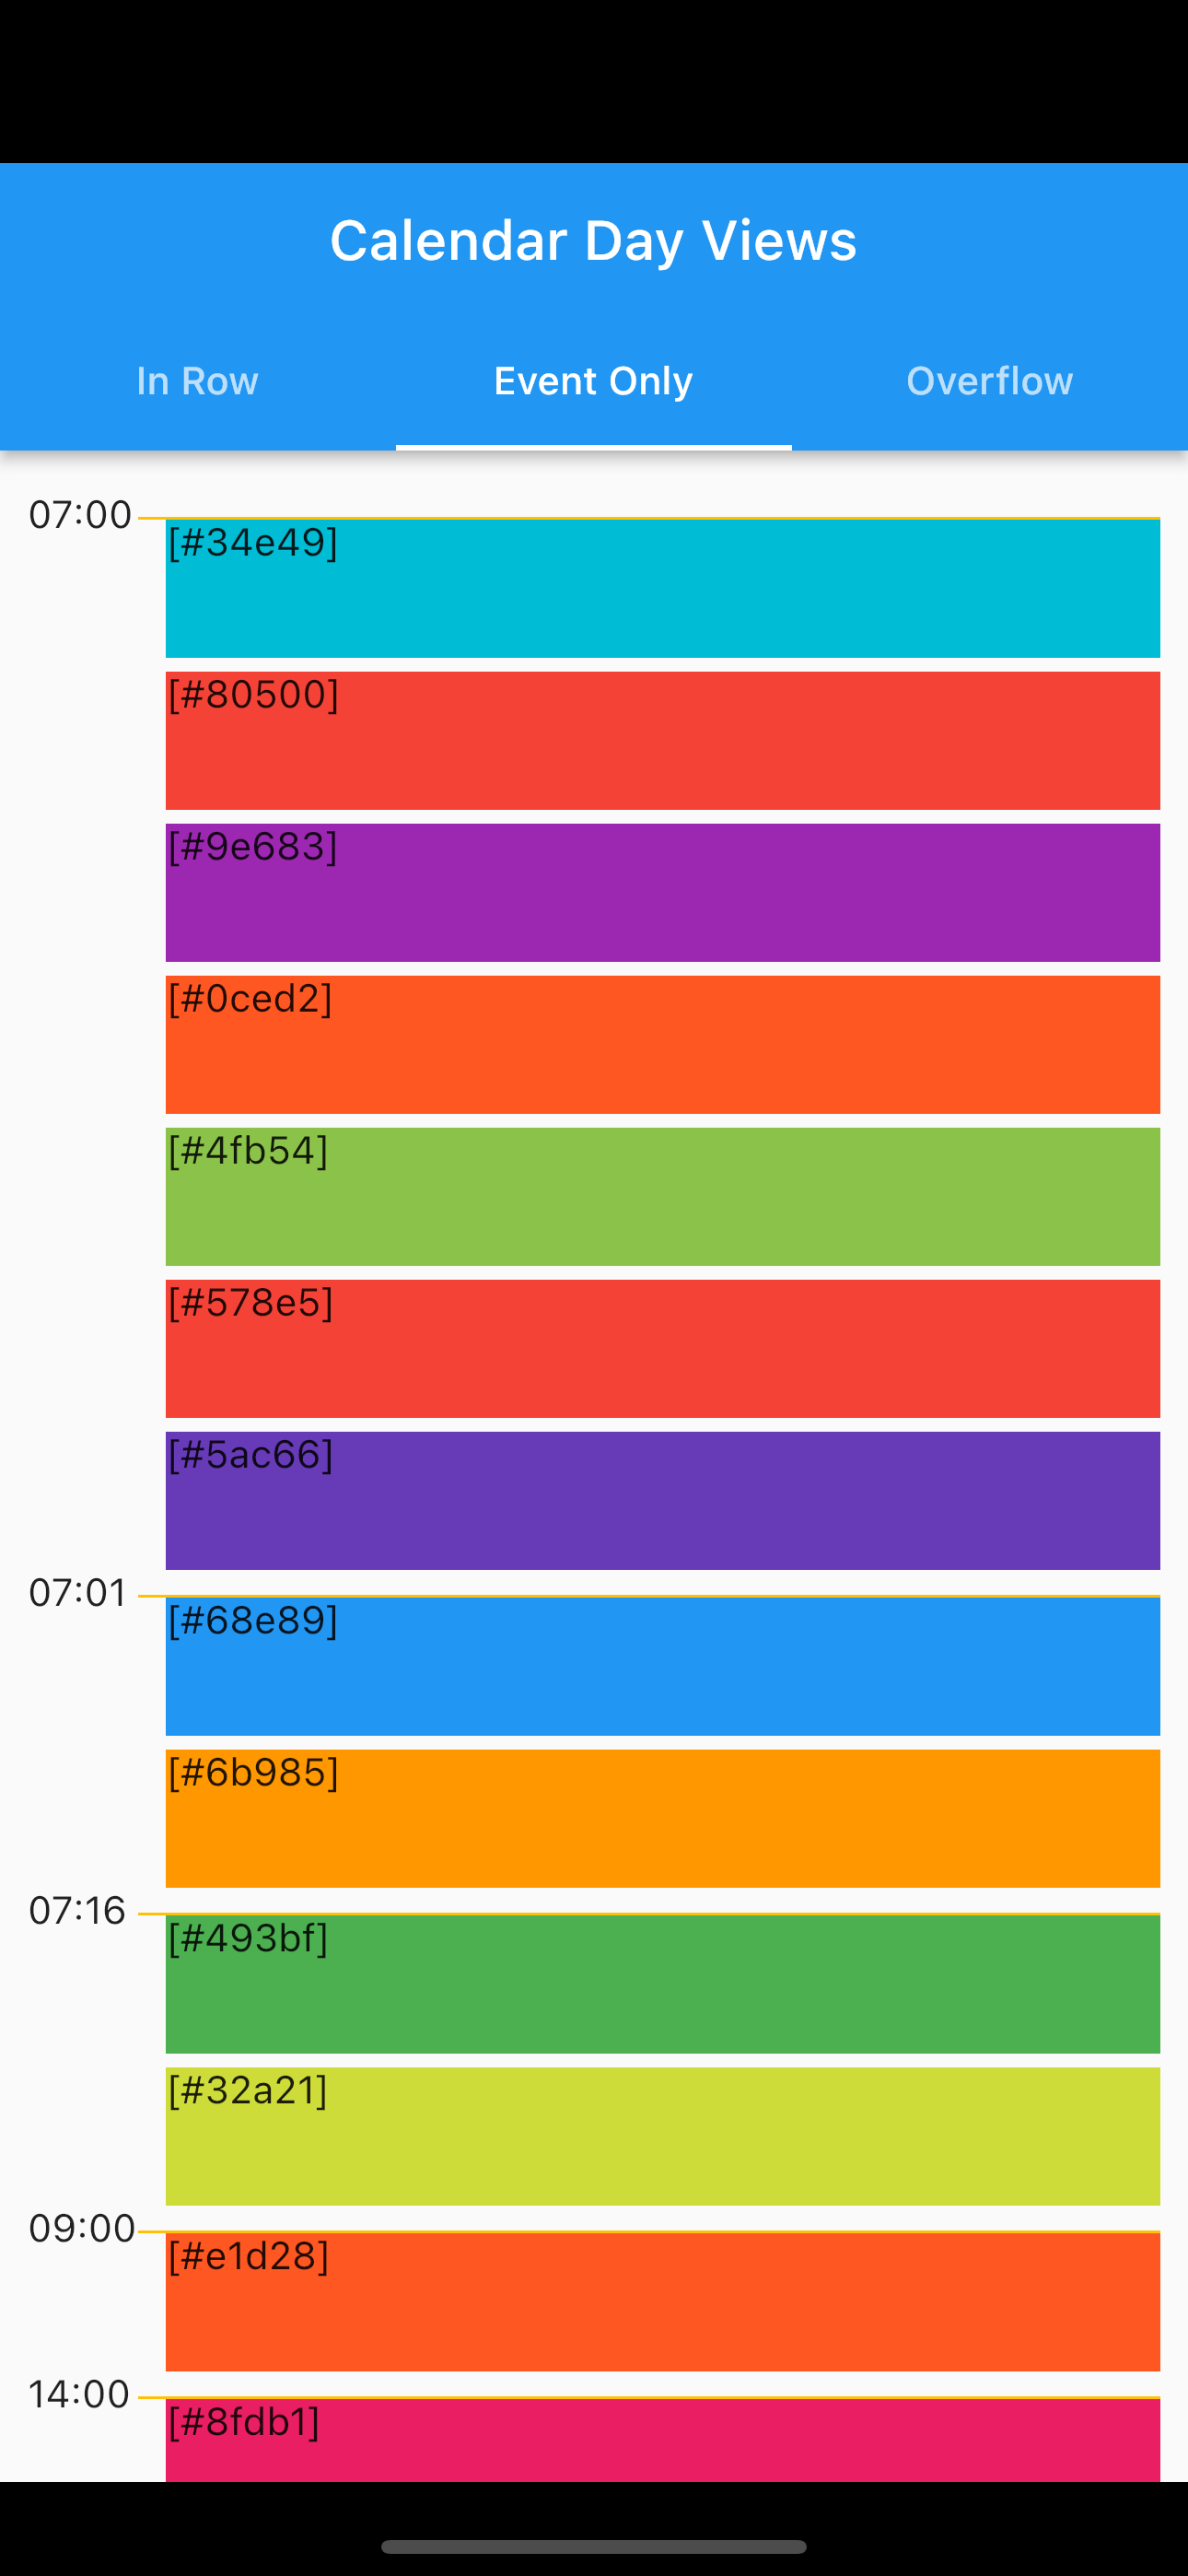 Calendar Day Views
In Row Event Only Overflow
07:00
[#34e49]
[#80500]
[#9e683]
[#0ced2]
[#4fb54]
[#578e5]
[#5ac66]
07:01
[#68e89]
[#6b985]
07:16
[#493bf]
[#32a21]
09:00
[#e1d28]
14:00
[#8fdb1]